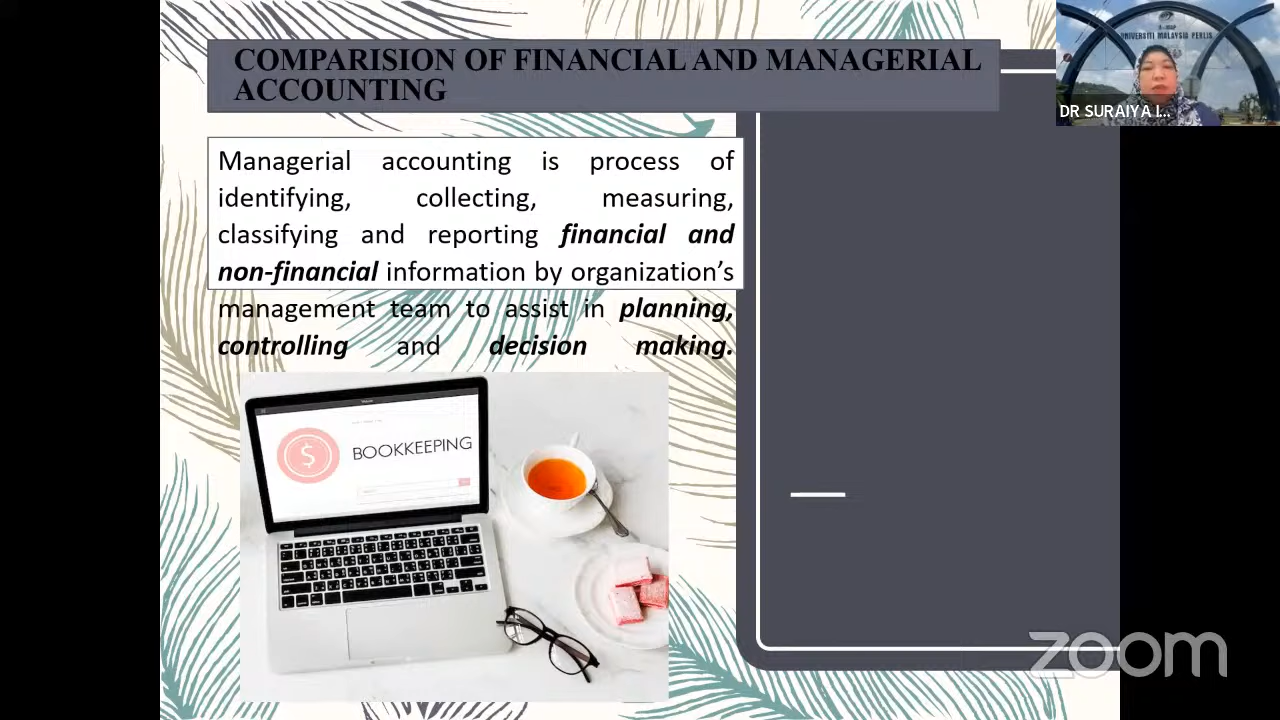 COMPARISION OF FINANCIAL AND MANAGERIAL
ACCOUNTING
UNIVERSITI MALAYSIA PERLIS
DR SURAIYA I...
Managerial accounting is process of
identifying, collecting, measuring,
classifying and reporting financial and
non-financial information by organization’s
management team to assist in planning,
controlling and decision making.
$
BOOKKEEPING
zoom